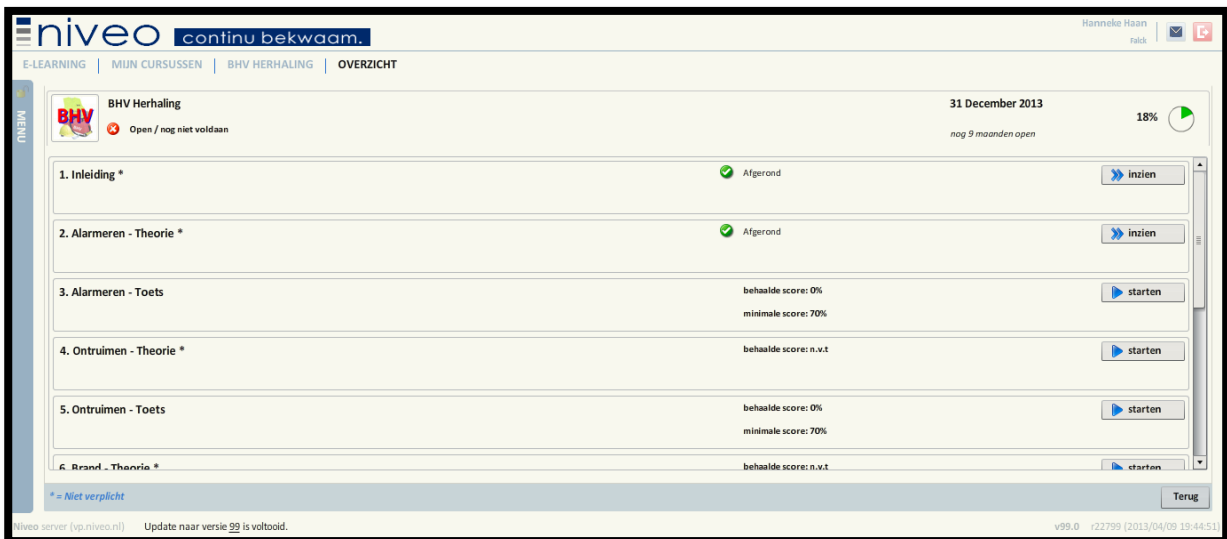 niveo continu bekwaam.
Hanneke Haan
Falck
E-LEARNING | MIJN CURSUSSEN | BHV HERHALING | OVERZICHT
MENU
BHV
BHV Herhaling
Open / nog niet voldaan
31 December 2013
nog 9 maanden open
18%
1. Inleiding *
Afgerond
inzien
2. Alarmeren - Theorie *
Afgerond
inzien
3. Alarmeren - Toets
behaalde score: 0%
minimale score: 70%
starten
4. Ontruimen - Theorie *
behaalde score: n.v.t
starten
5. Ontruimen - Toets
behaalde score: 0%
minimale score: 70%
starten
6. Brand - Theorie *
behaalde score: n.v.t
starten
* = Niet verplicht
Terug
Niveo server (vp.niveo.nl) Update naar versie 99 is voltooid.
v99.0 r22799 (2013/04/09 19:44:51)